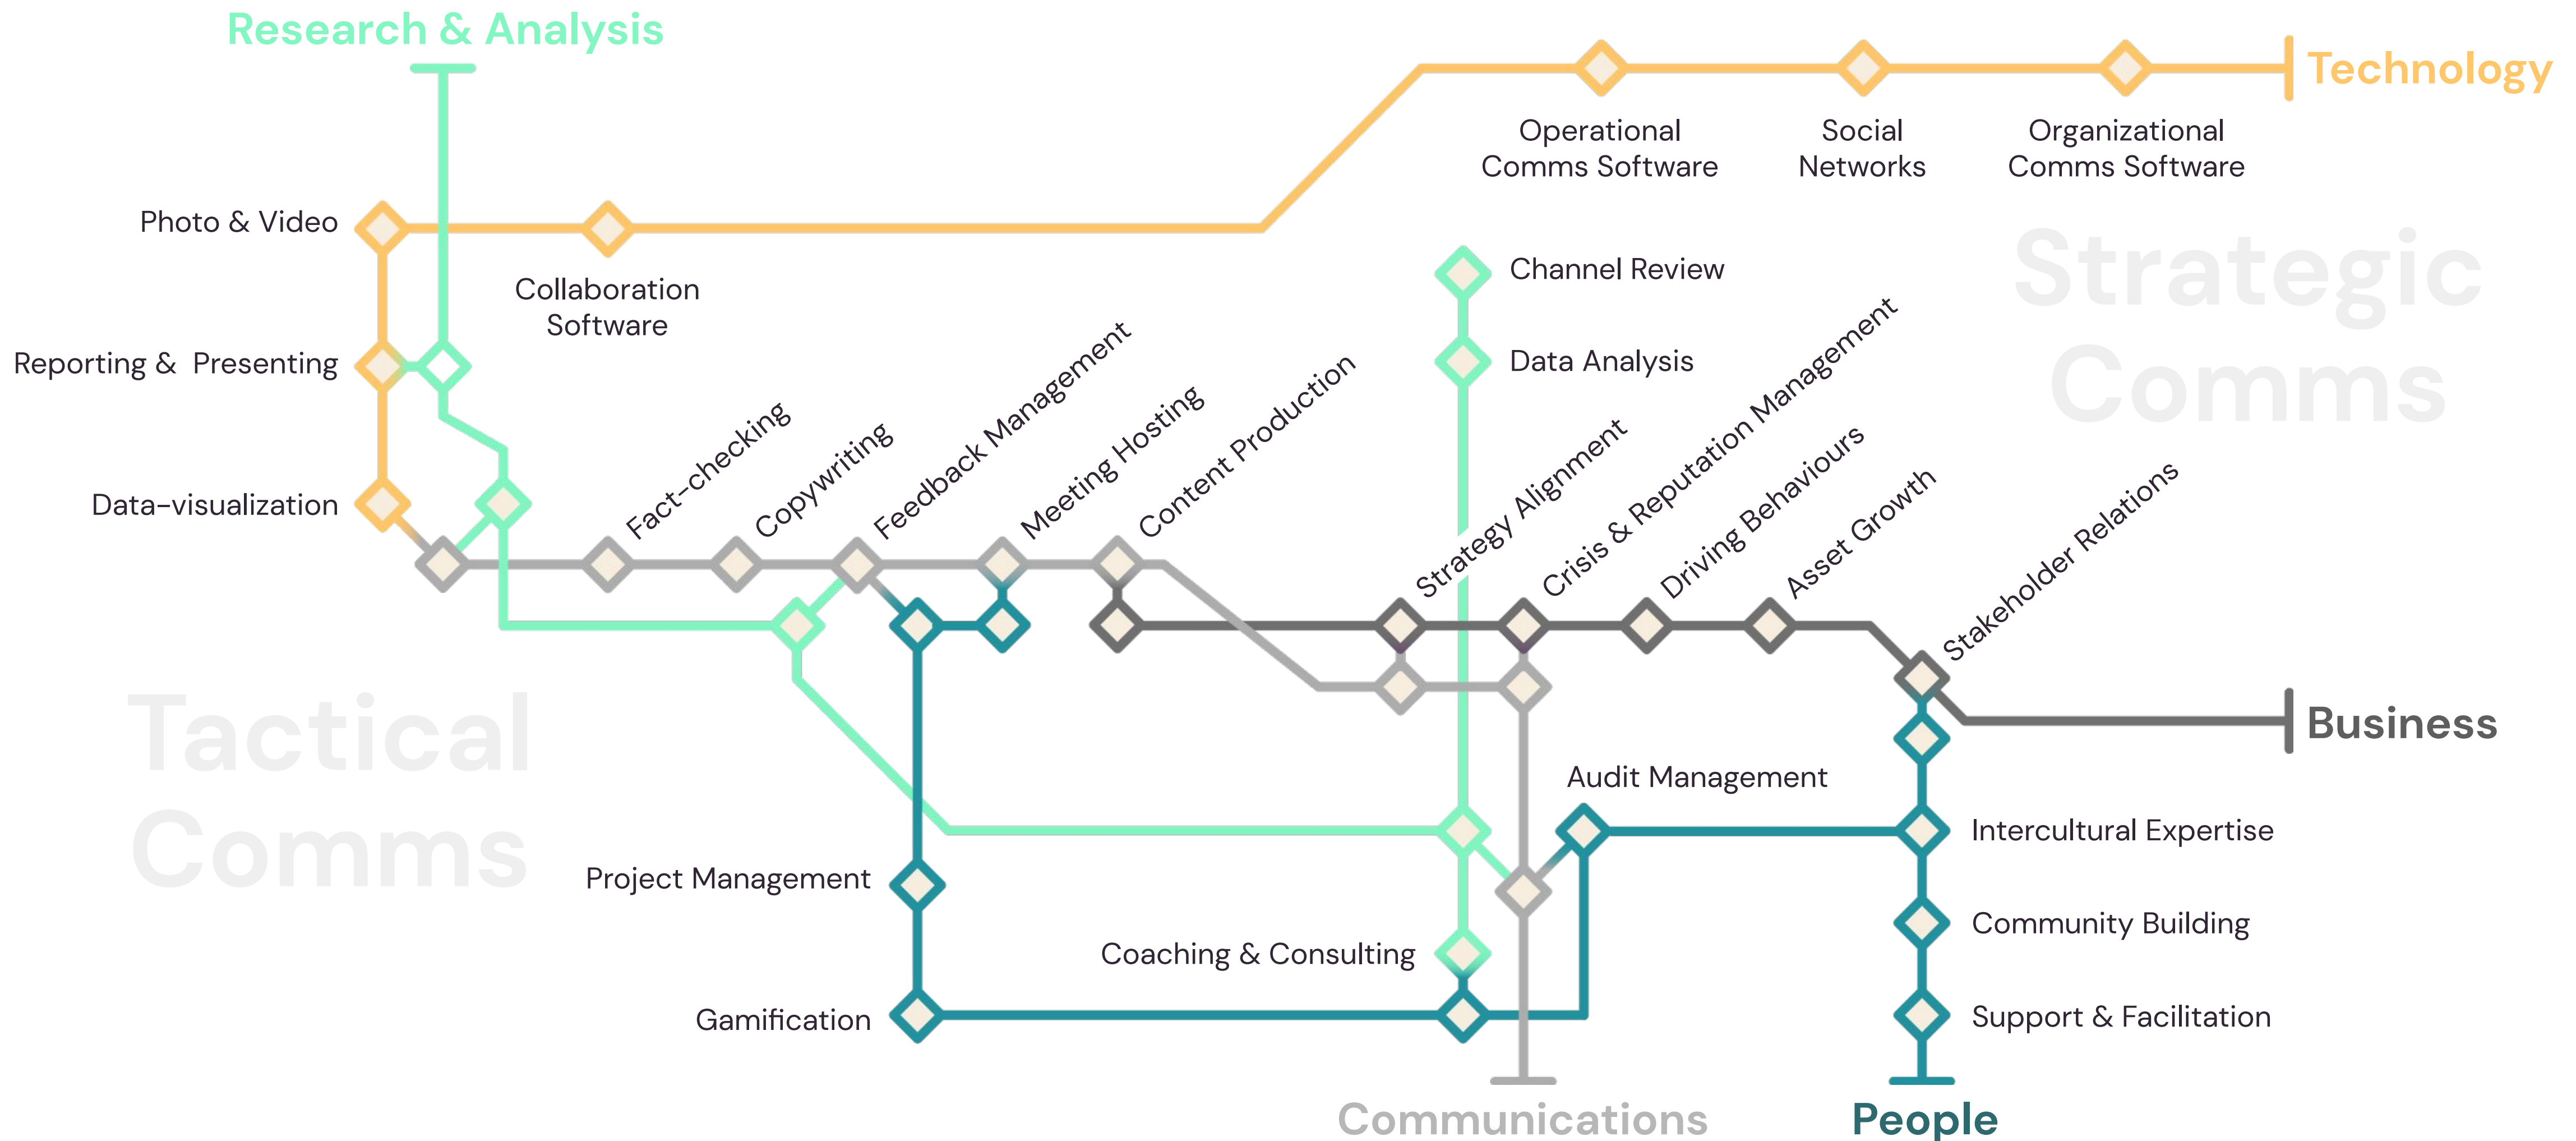 Research & Analysis
Technology
Operational
Comms Software
Social
Networks
Organizational
Comms Software
Photo & Video
Collaboration
Software
Channel Review
Strategic
Comms
Reporting & Presenting
Data Analysis
Data-visualization
Fact-checking
Copywriting
Feedback Management
Meeting Hosting
Content Production
Strategy Alignment
Crisis & Reputation Management
Driving Behaviours
Asset Growth
Stakeholder Relations
Tactical
Comms
Business
Audit Management
Intercultural Expertise
Project Management
Community Building
Coaching & Consulting
Gamification
Support & Facilitation
Communications
People